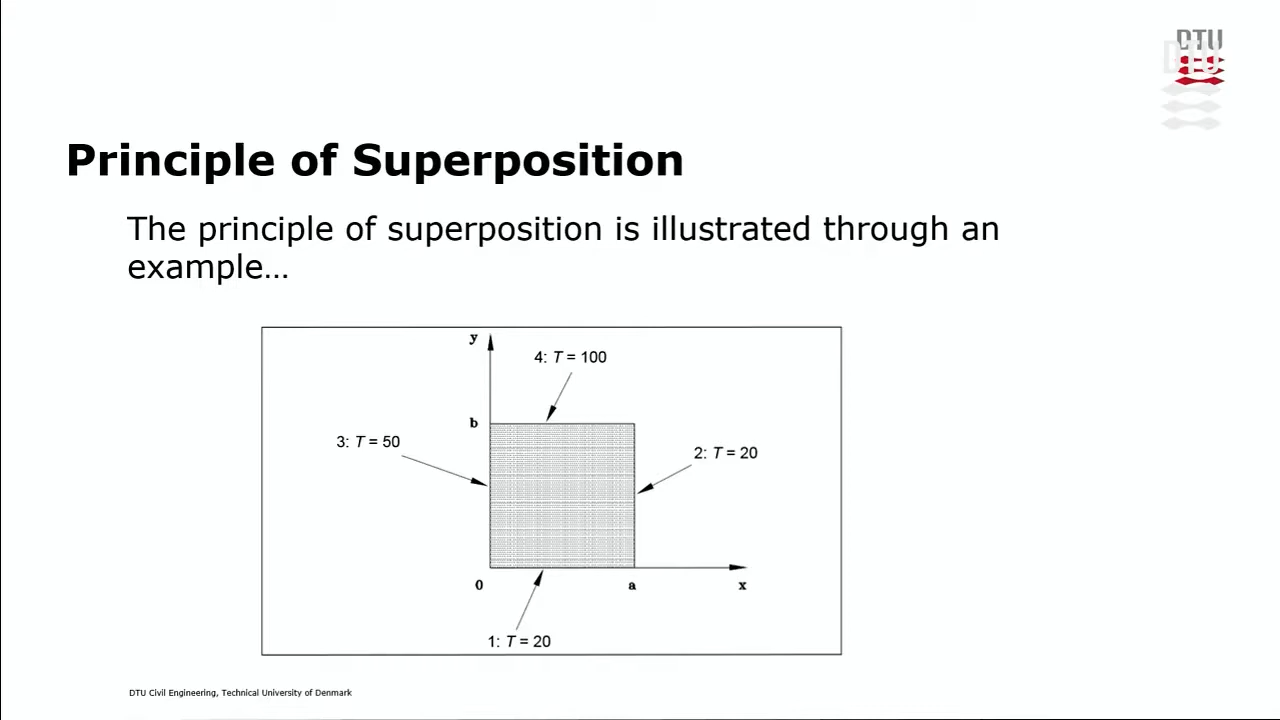 DTU
DTU
Principle of Superposition
The principle of superposition is illustrated through an
example…
y
4: T = 100
b
3: T = 50
2: T = 20
0
a
x
1: T = 20
DTU Civil Engineering, Technical University of Denmark